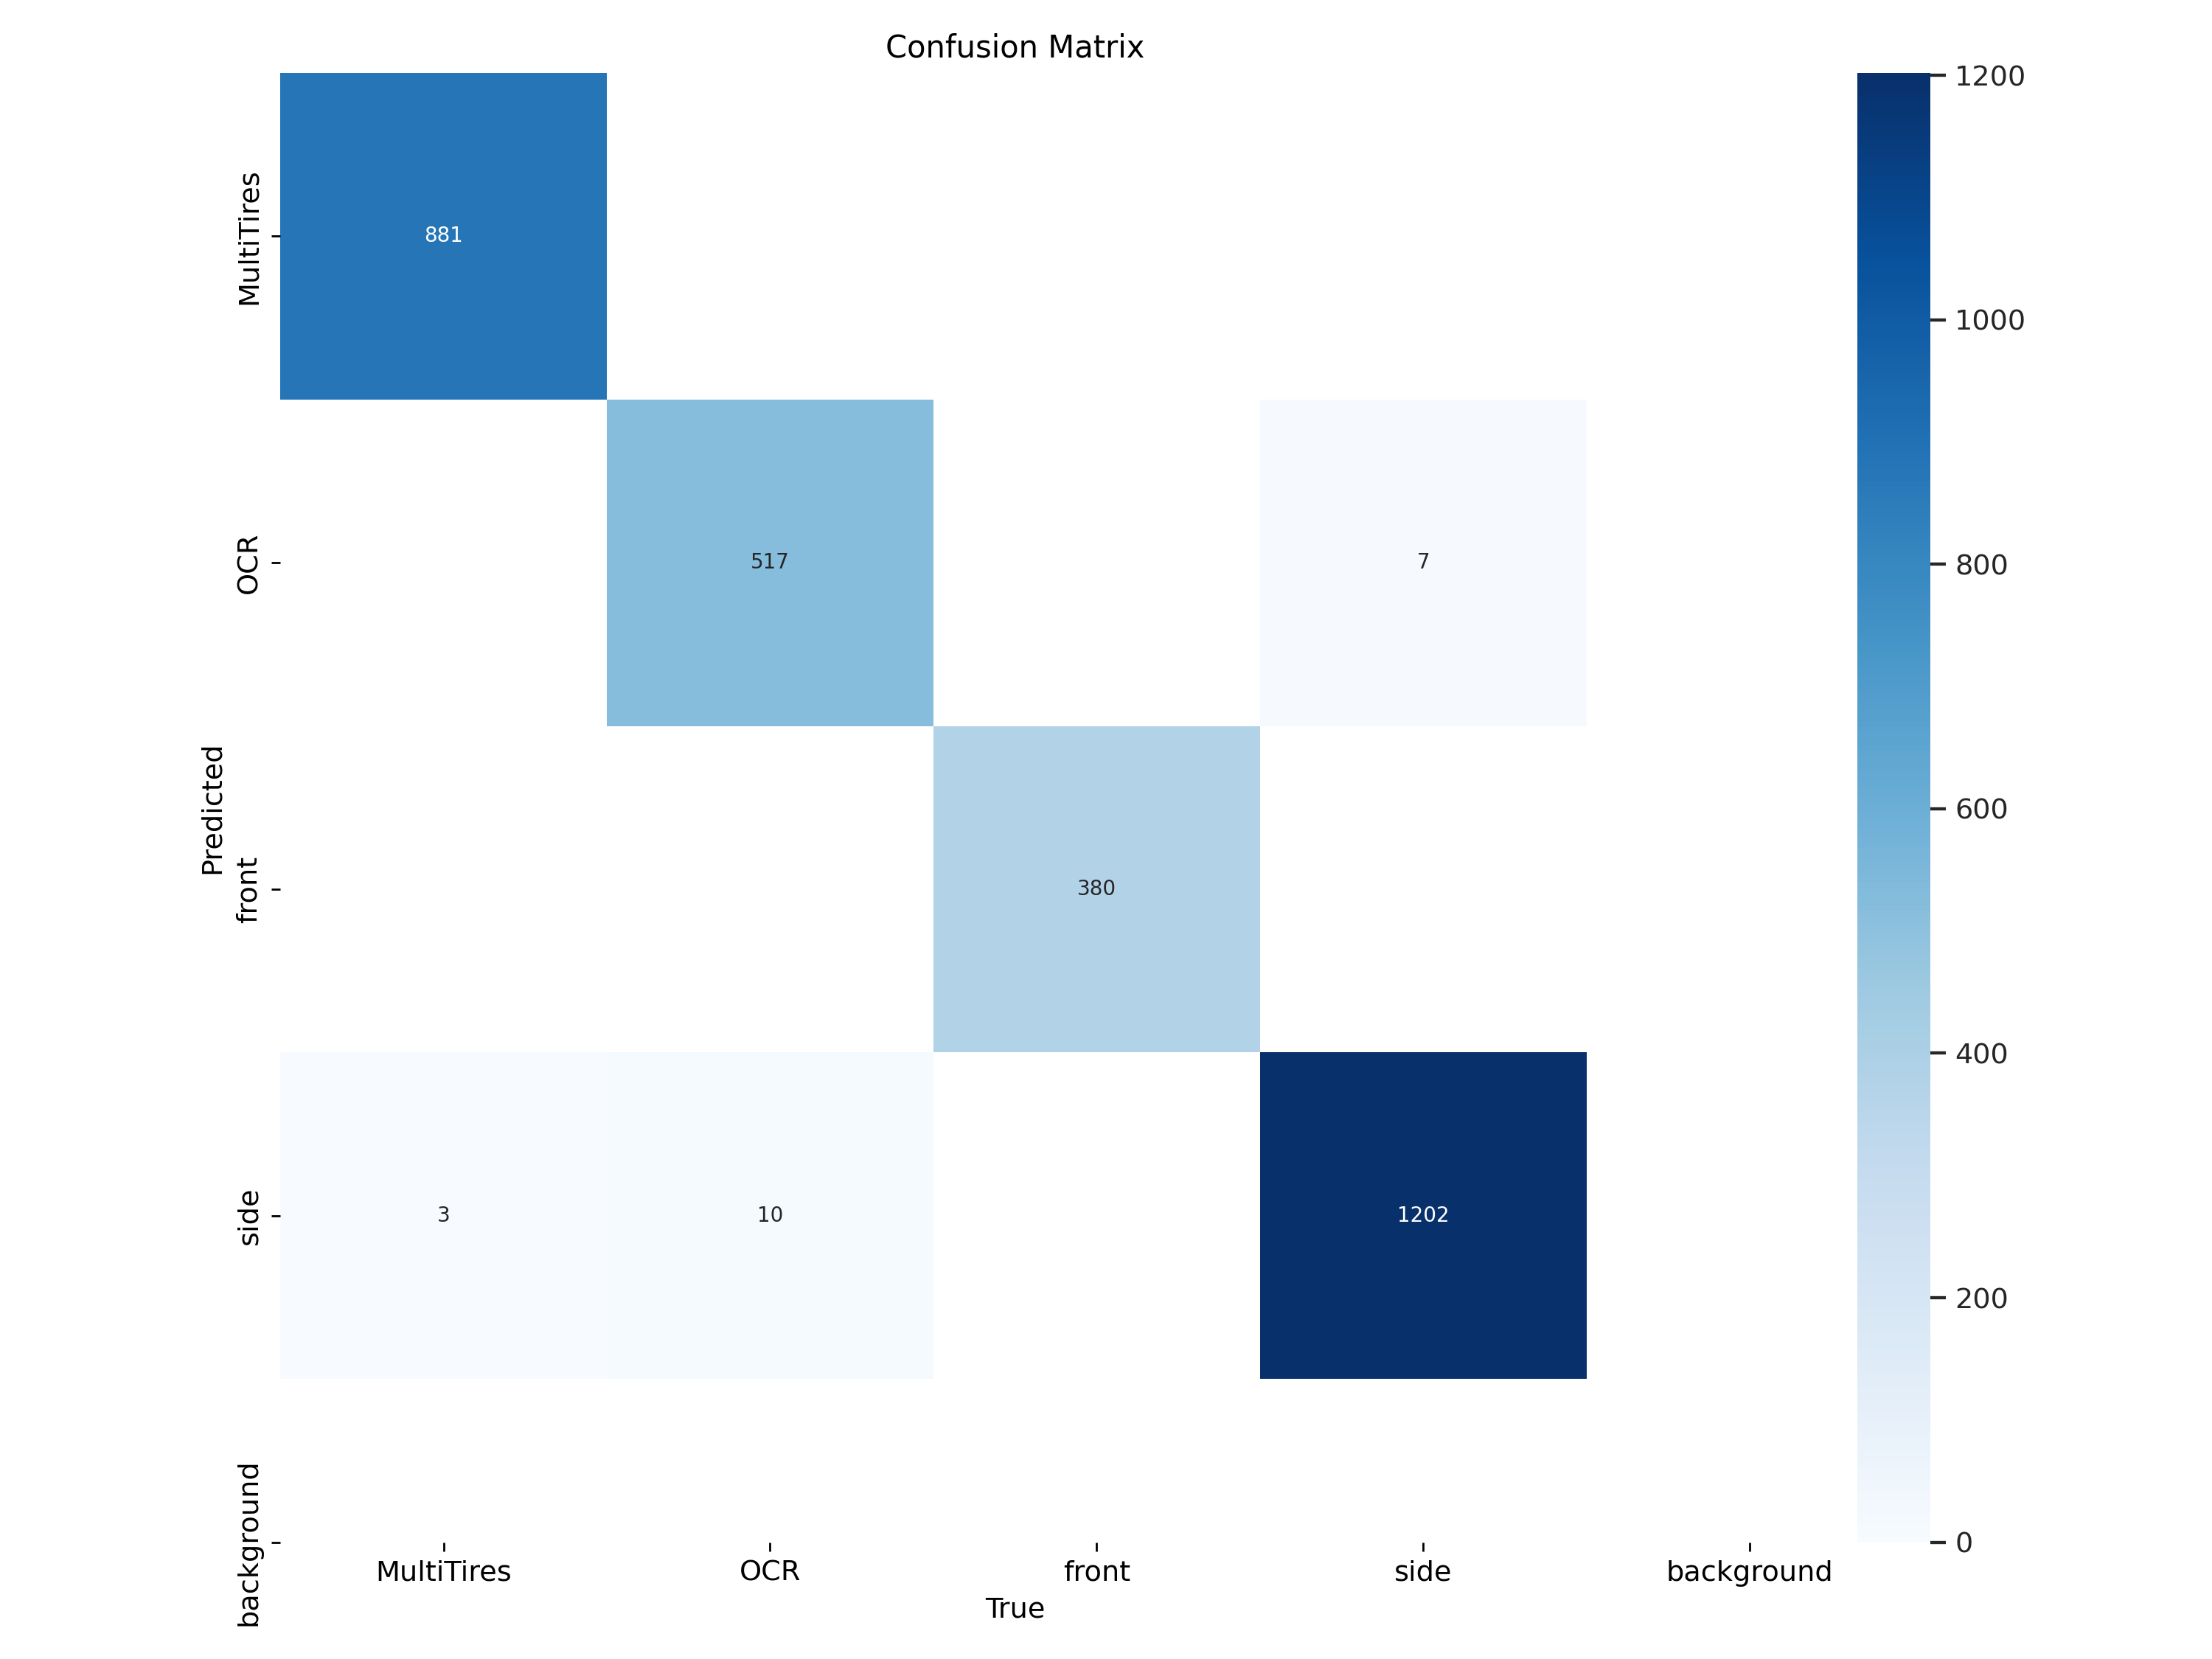 Confusion Matrix
1200
MultiTires
881
1000
OCR
517
7
800
Predicted
600
front
380
400
side
3
10
1202
200
background
0
MultiTires
OCR
front
side
background
True